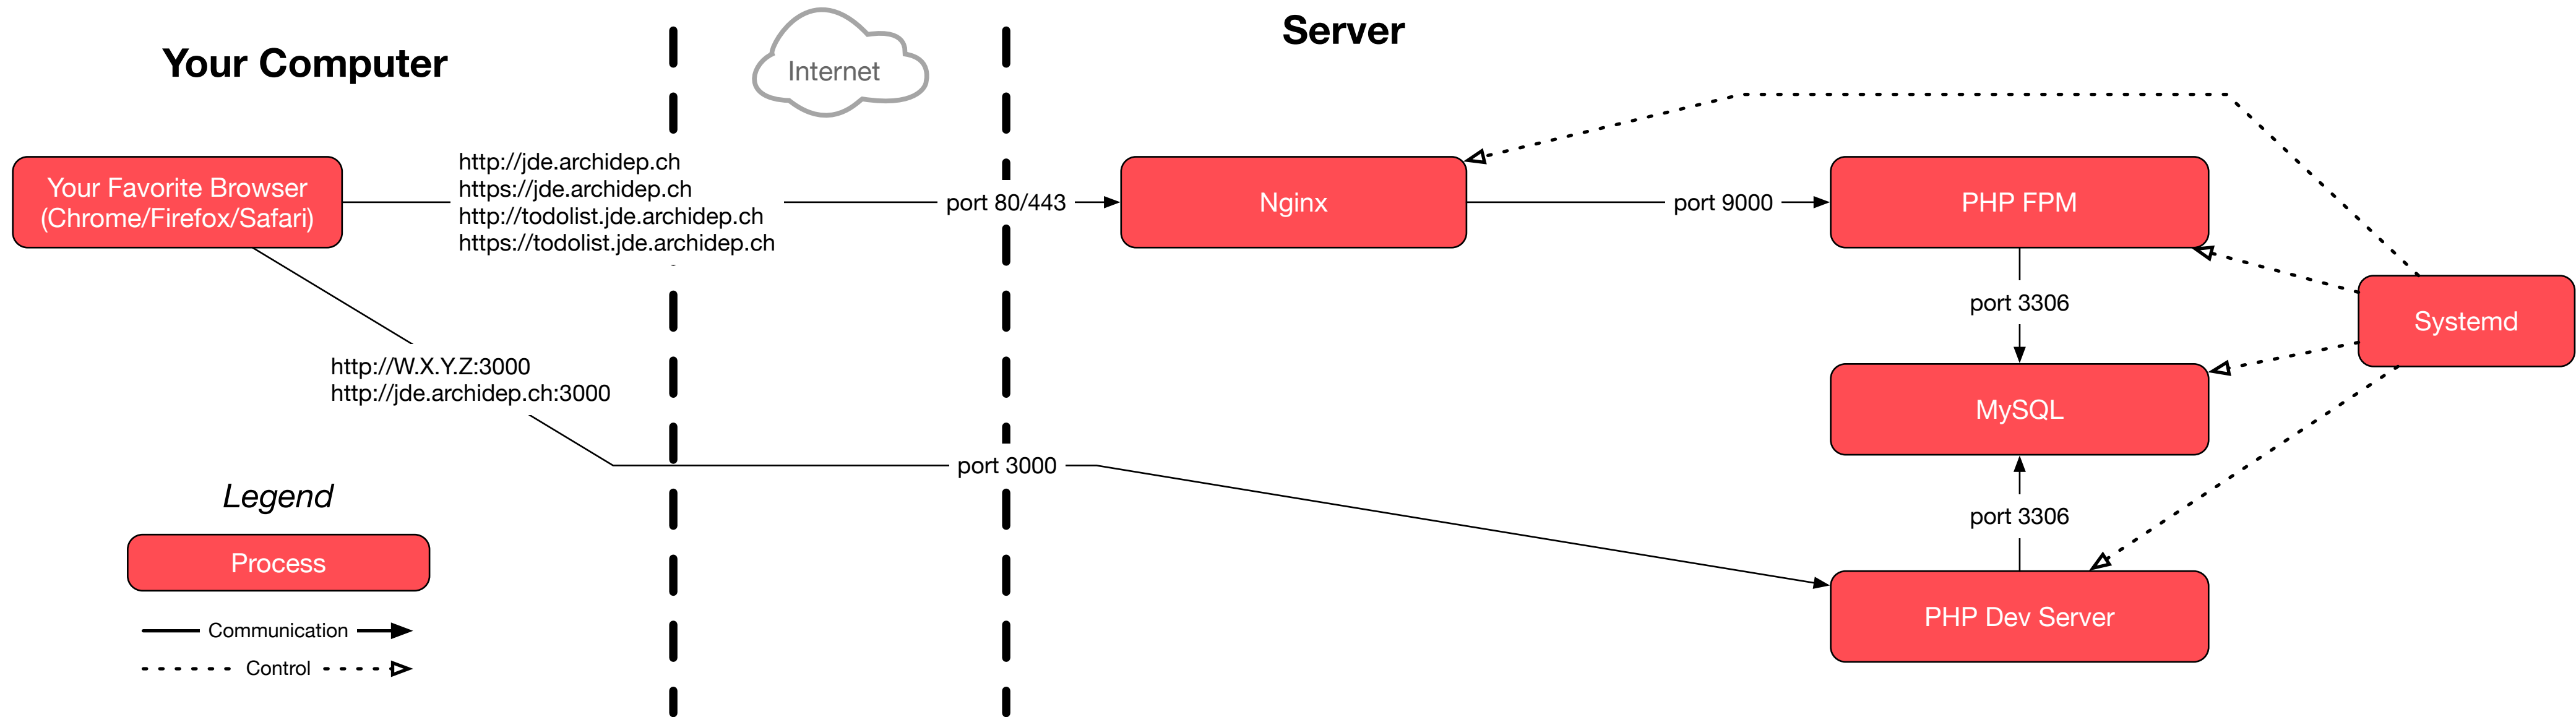 Your Computer
Internet
Server
Your Favorite Browser
(Chrome/Firefox/Safari)
http://jde.archidep.ch
https://jde.archidep.ch
http://todolist.jde.archidep.ch
https://todolist.jde.archidep.ch
port 80/443
Nginx
port 9000
PHP FPM
port 3306
Systemd
MySQL
http://W.X.Y.Z:3000
http://jde.archidep.ch:3000
port 3000
port 3306
PHP Dev Server
Legend
Process
Communication
Control